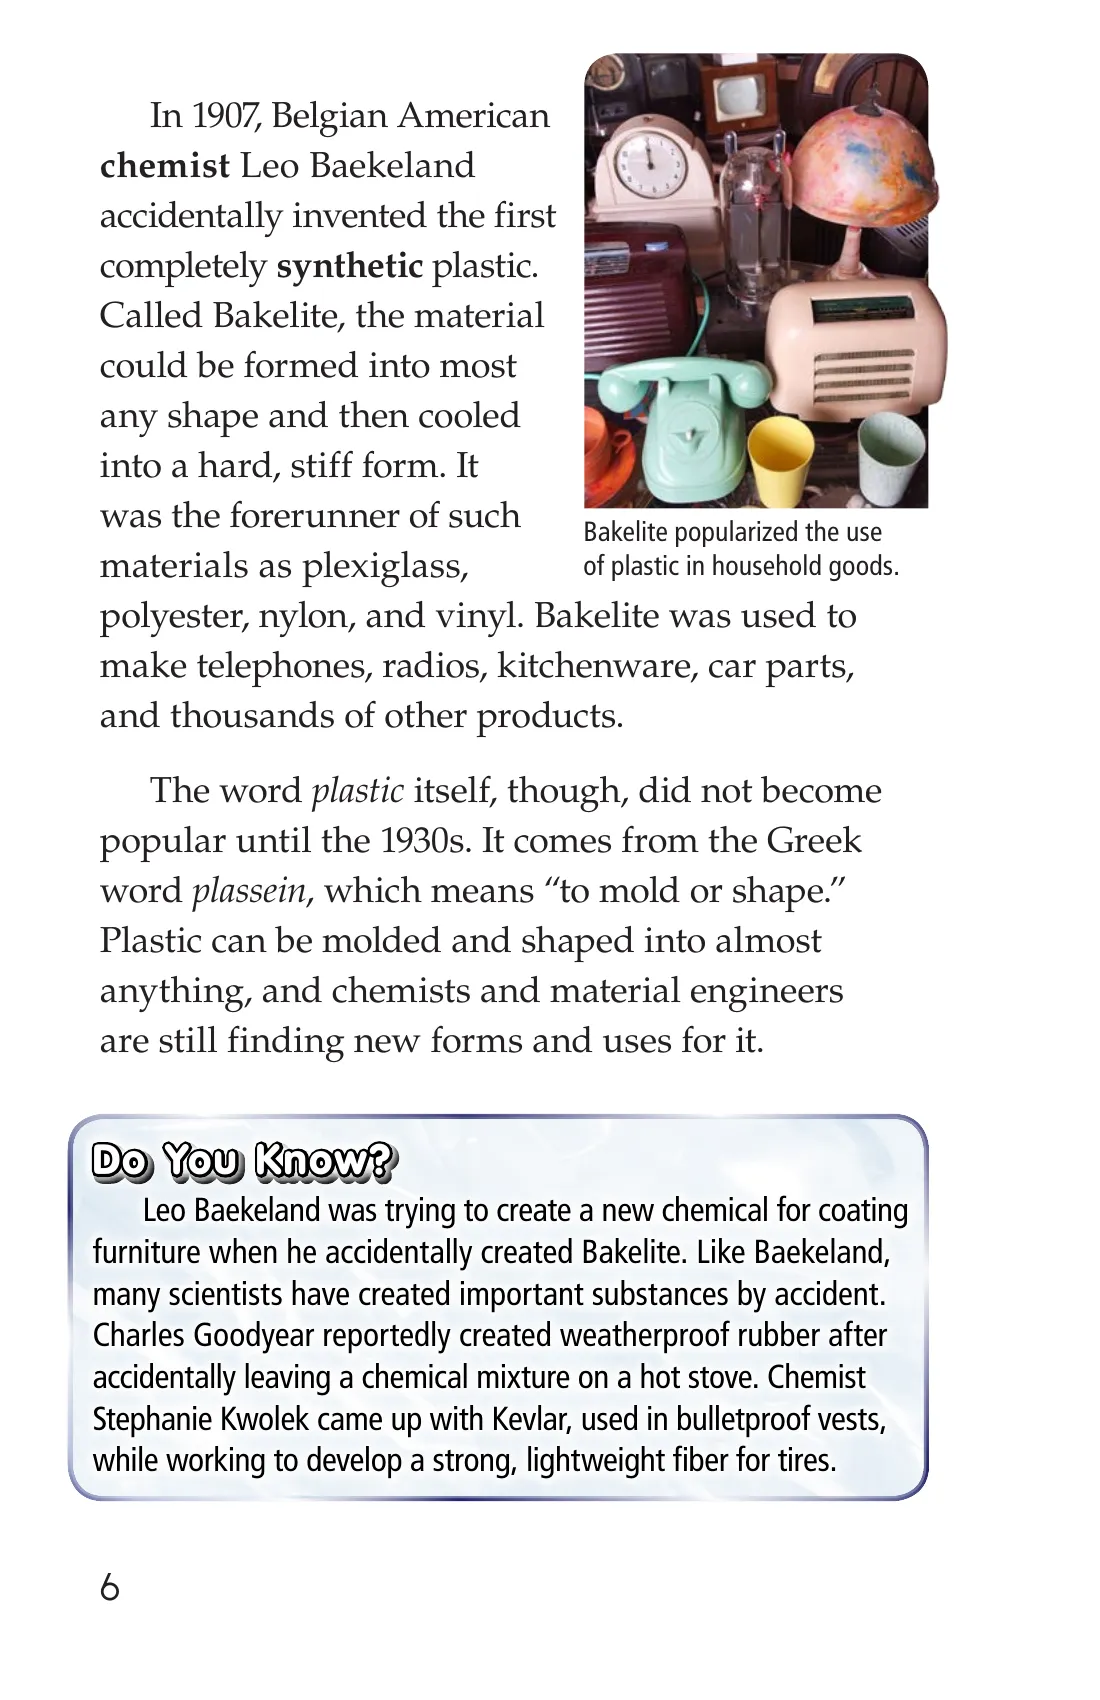 In 1907, Belgian American
chemist Leo Baekeland
accidentally invented the first
completely synthetic plastic.
Called Bakelite, the material
could be formed into most
any shape and then cooled
into a hard, stiff form. It
was the forerunner of such
materials as plexiglass,
polyester, nylon, and vinyl. Bakelite was used to
make telephones, radios, kitchenware, car parts,
and thousands of other products.
Bakelite popularized the use
of plastic in household goods.
The word plastic itself, though, did not become
popular until the 1930s. It comes from the Greek
word plassein, which means “to mold or shape.”
Plastic can be molded and shaped into almost
anything, and chemists and material engineers
are still finding new forms and uses for it.
Do You Know?
Leo Baekeland was trying to create a new chemical for coating
furniture when he accidentally created Bakelite. Like Baekeland,
many scientists have created important substances by accident.
Charles Goodyear reportedly created weatherproof rubber after
accidentally leaving a chemical mixture on a hot stove. Chemist
Stephanie Kwolek came up with Kevlar, used in bulletproof vests,
while working to develop a strong, lightweight fiber for tires.
6